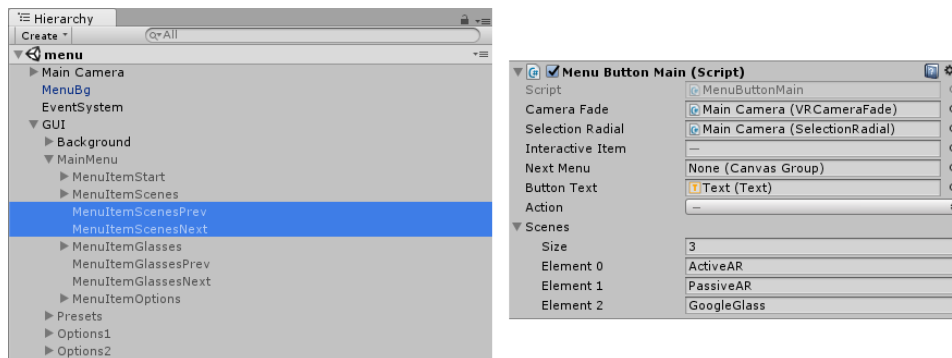 Hierarchy
Create
All
menu
Main Camera
MenuBg
EventSystem
GUI
Background
MainMenu
MenuItemStart
MenuItemScenes
MenuItemScenesPrev
MenuItemScenesNext
MenuItemGlasses
MenuItemGlassesPrev
MenuItemGlassesNext
MenuItemOptions
Presets
Options1
Options2
Menu Button Main (Script)
Script MenuButtonMain
Camera Fade Main Camera (VRCameraFade)
Selection Radial Main Camera (SelectionRadial)
Interactive Item —
Next Menu None (Canvas Group)
Button Text Text (Text)
Action —
Scenes
Size 3
Element 0 ActiveAR
Element 1 PassiveAR
Element 2 GoogleGlass